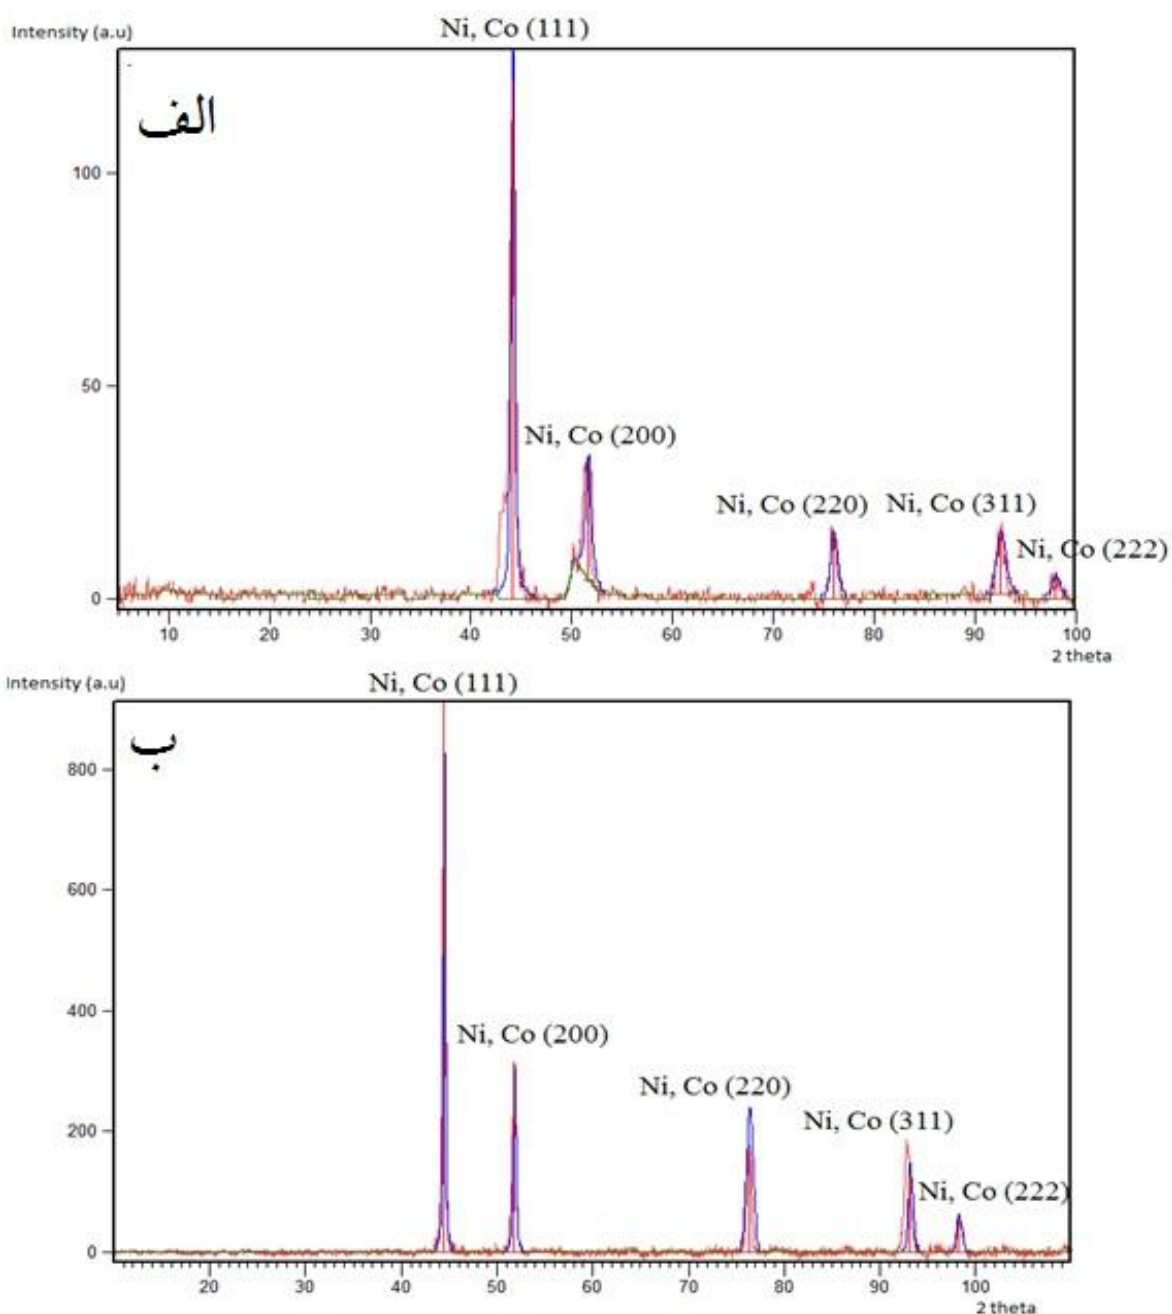 Intensity (a.u)
Ni, Co (111)
الف
100
50
0
Ni, Co (200)
Ni, Co (220)
Ni, Co (311)
Ni, Co (222)
10 20 30 40 50 60 70 80 90 100
2 theta
Intensity (a.u)
Ni, Co (111)
ب
800
600
400
200
0
Ni, Co (200)
Ni, Co (220)
Ni, Co (311)
Ni, Co (222)
20 30 40 50 60 70 80 90 100
2 theta